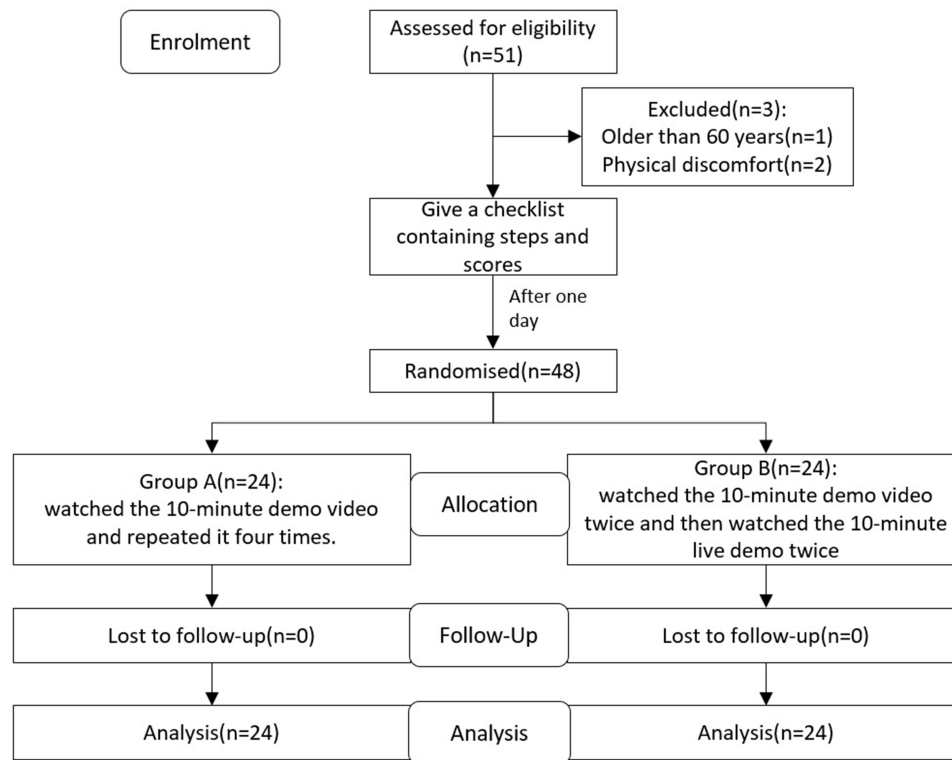 Enrolment
Assessed for eligibility
(n=51)
Excluded(n=3):
Older than 60 years(n=1)
Physical discomfort(n=2)
Give a checklist
containing steps and
scores
After one
day
Randomised(n=48)
Group A(n=24):
watched the 10-minute demo video
and repeated it four times.
Allocation
Group B(n=24):
watched the 10-minute demo video
twice and then watched the 10-minute
live demo twice
Lost to follow-up(n=0)
Follow-Up
Lost to follow-up(n=0)
Analysis(n=24)
Analysis
Analysis(n=24)